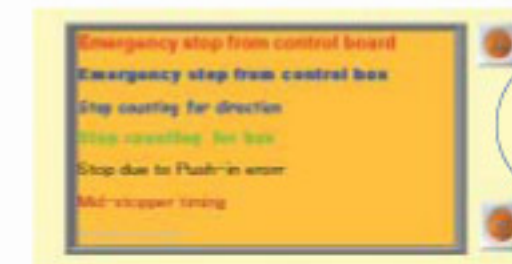 Emergency stop from control board
Emergency stop from control box
Stop counting for direction
Stop counting for box
Stop due to Push-in error
Mid-stopper timing